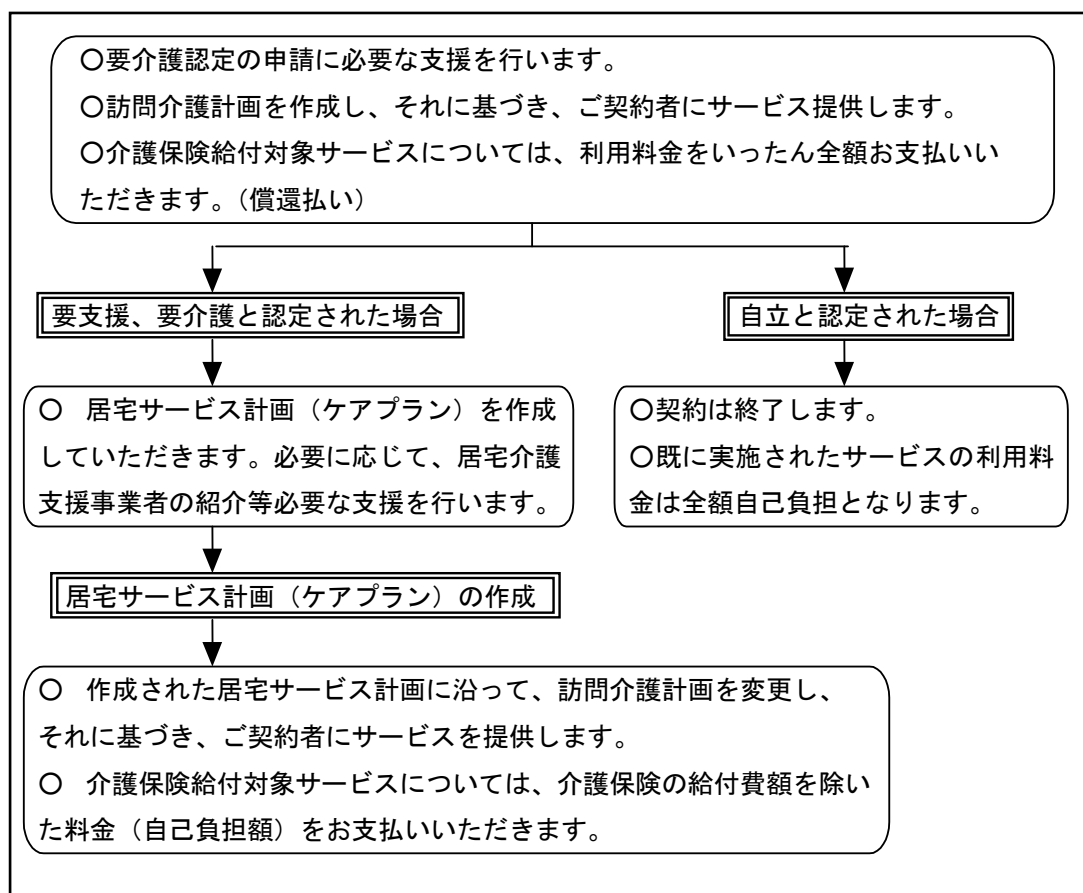 〇要介護認定の申請に必要な支援を行います。
〇訪問介護計画を作成し、それに基づき、ご契約者にサービス提供します。
〇介護保険給付対象サービスについては、利用料金をいったん全額お支払いい
ただきます。（償還払い）
要支援、要介護と認定された場合
自立と認定された場合
〇　居宅サービス計画（ケアプラン）を作成
していただきます。必要に応じて、居宅介護
支援事業者の紹介等必要な支援を行います。
〇契約は終了します。
〇既に実施されたサービスの利用料
金は全額自己負担となります。
居宅サービス計画（ケアプラン）の作成
〇　作成された居宅サービス計画に沿って、訪問介護計画を変更し、
それに基づき、ご契約者にサービスを提供します。
〇　介護保険給付対象サービスについては、介護保険の給付費額を除い
た料金（自己負担額）をお支払いいただきます。